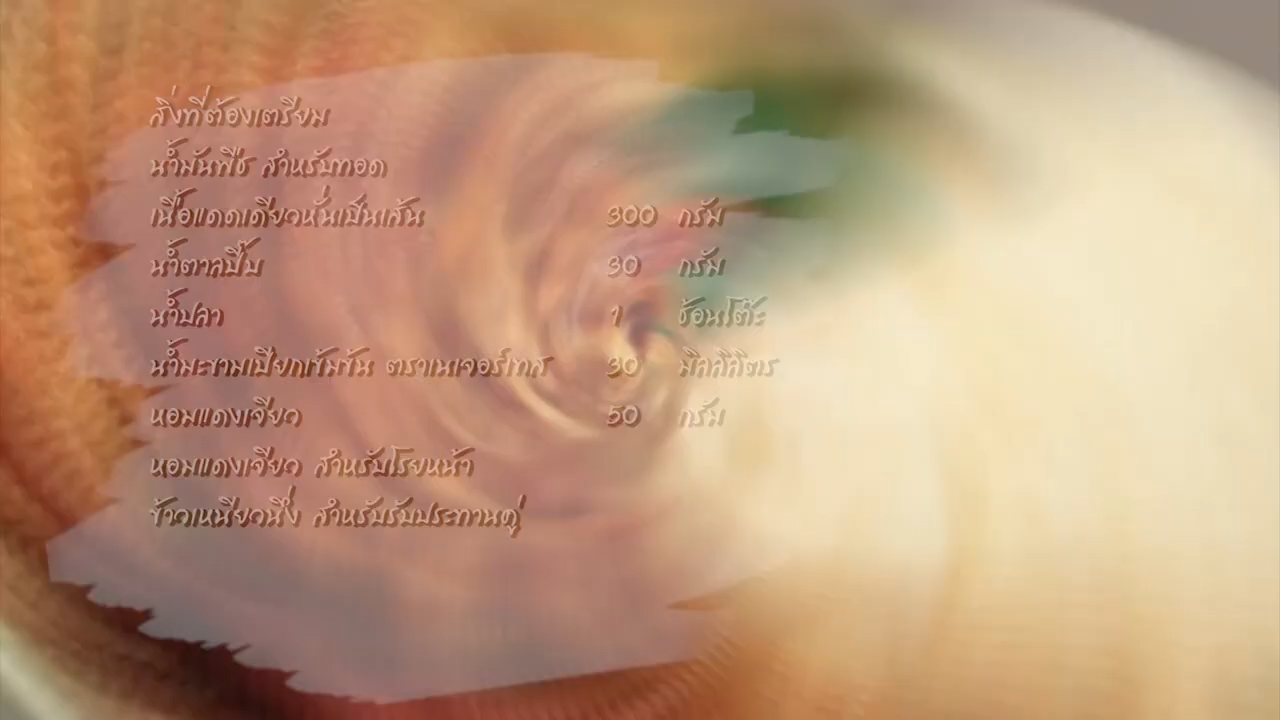 สิ่งที่ต้องเตรียม
น้ำมันพืช สำหรับทอด
เนื้อแดดเดียวหั่นเป็นเส้น 300 กรัม
น้ำตาลปี๊บ 30 กรัม
น้ำปลา 1 ช้อนโต๊ะ
น้ำมะขามเปียกเข้มข้น ตราเนเจอร์เทส 30 มิลลิลิตร
หอมแดงเจียว 50 กรัม
หอมแดงเจียว สำหรับโรยหน้า
ข้าวเหนียวนึ่ง สำหรับรับประทานคู่